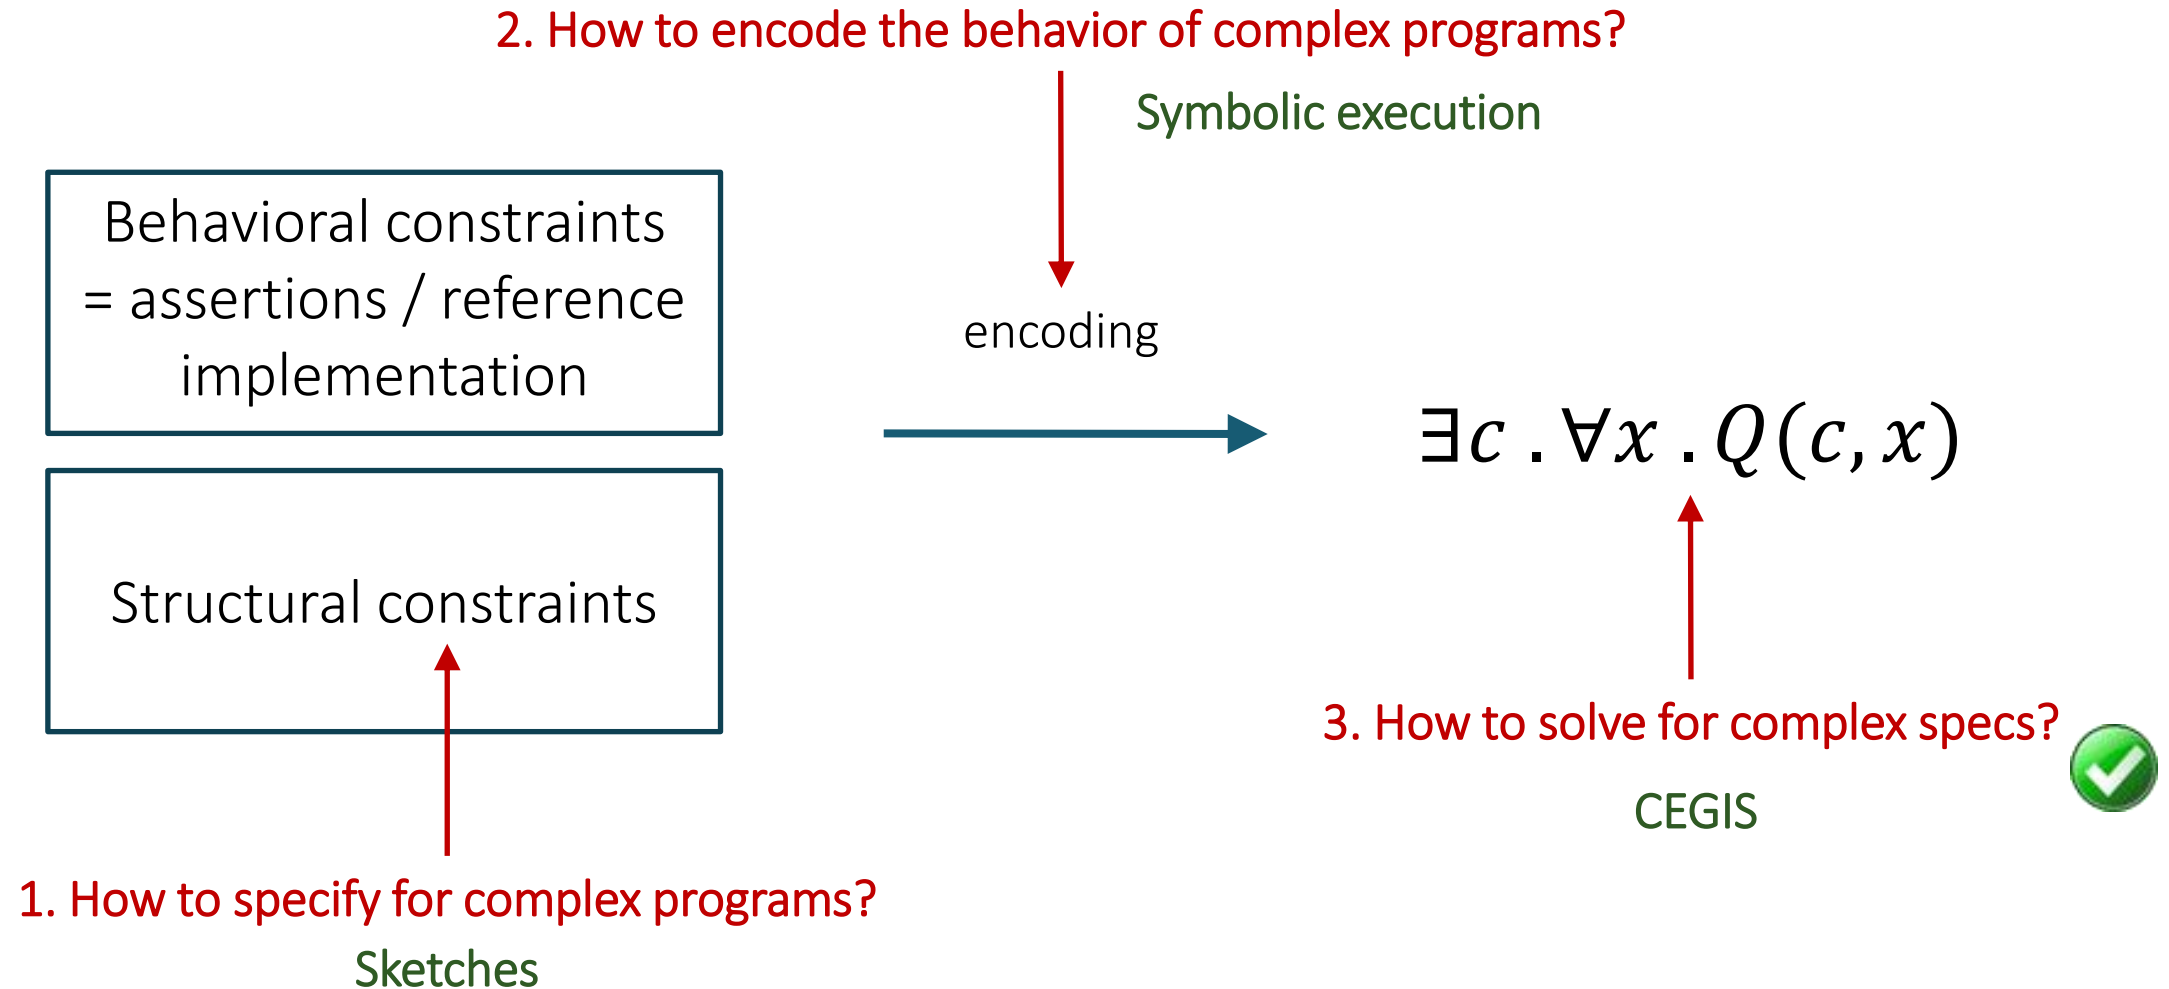 2. How to encode the behavior of complex programs?
Symbolic execution
Behavioral constraints
= assertions / reference
implementation
encoding
∃c . ∀x . Q(c, x)
Structural constraints
3. How to solve for complex specs?
CEGIS
1. How to specify for complex programs?
Sketches